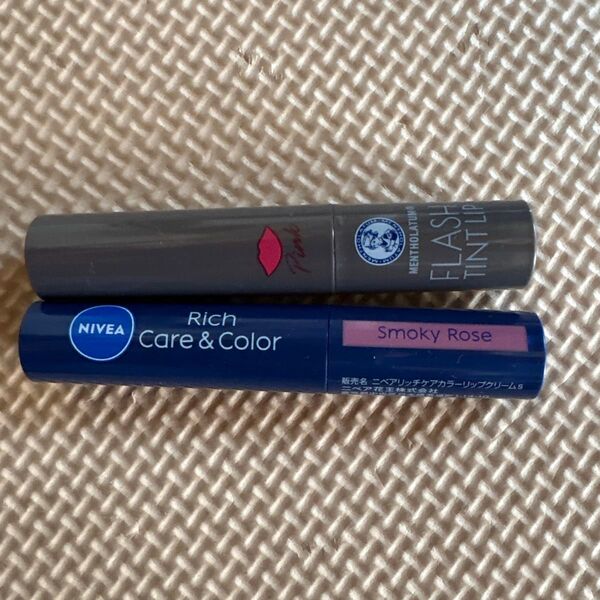 Pink
MENTHOLATUM
FLASH
TINT LIP
NIVEA
Rich
Care & Color
Smoky Rose
販売名 ニベアリッチケアカラーリップクリームS
ニベア花王株式会社